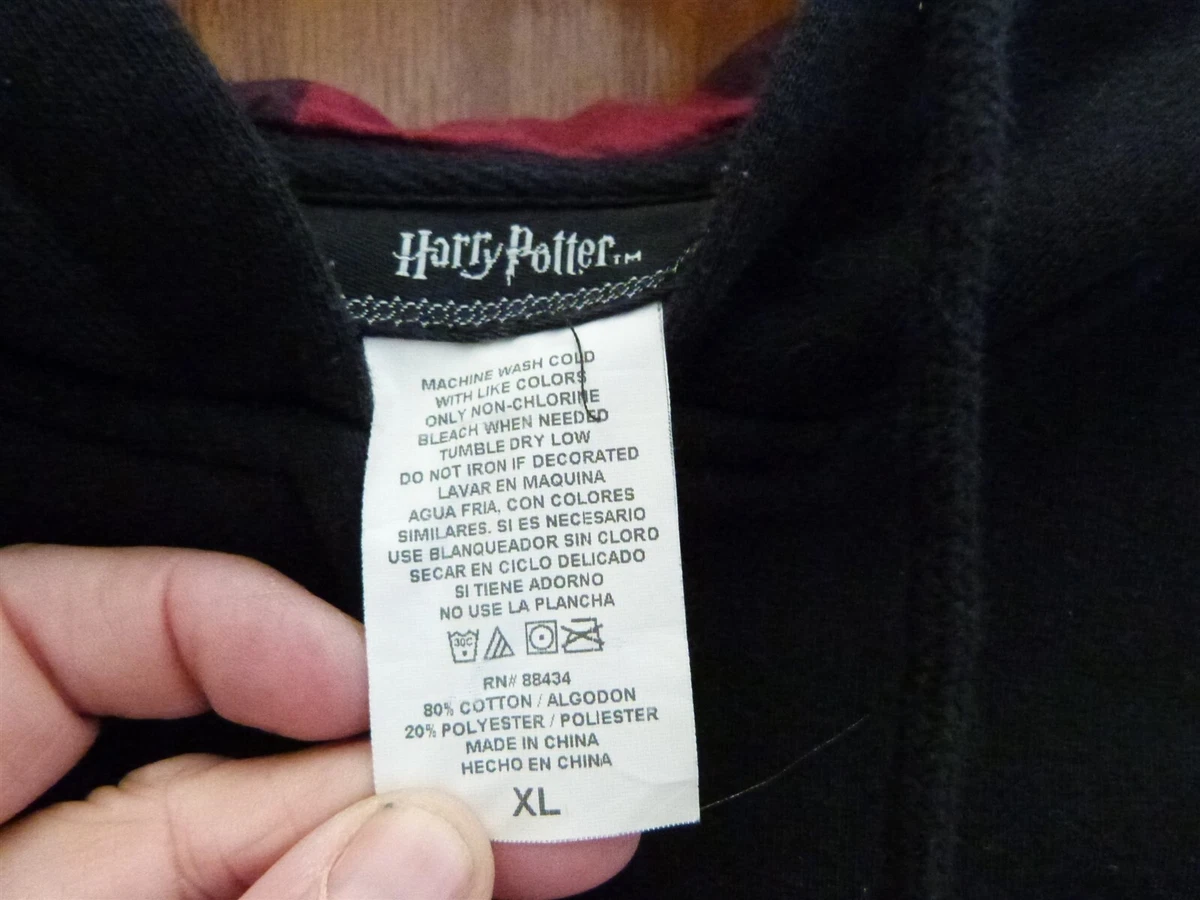 Harry Potter™
MACHINE WASH COLD
WITH LIKE COLORS
ONLY NON-CHLORINE
BLEACH WHEN NEEDED
TUMBLE DRY LOW
DO NOT IRON IF DECORATED
LAVAR EN MAQUINA
AGUA FRIA, CON COLORES
SIMILARES. SI ES NECESARIO
USE BLANQUEADOR SIN CLORO
SECAR EN CICLO DELICADO
SI TIENE ADORNO
NO USE LA PLANCHA
30C
RN# 88434
80% COTTON / ALGODON
20% POLYESTER / POLIESTER
MADE IN CHINA
HECHO EN CHINA
XL